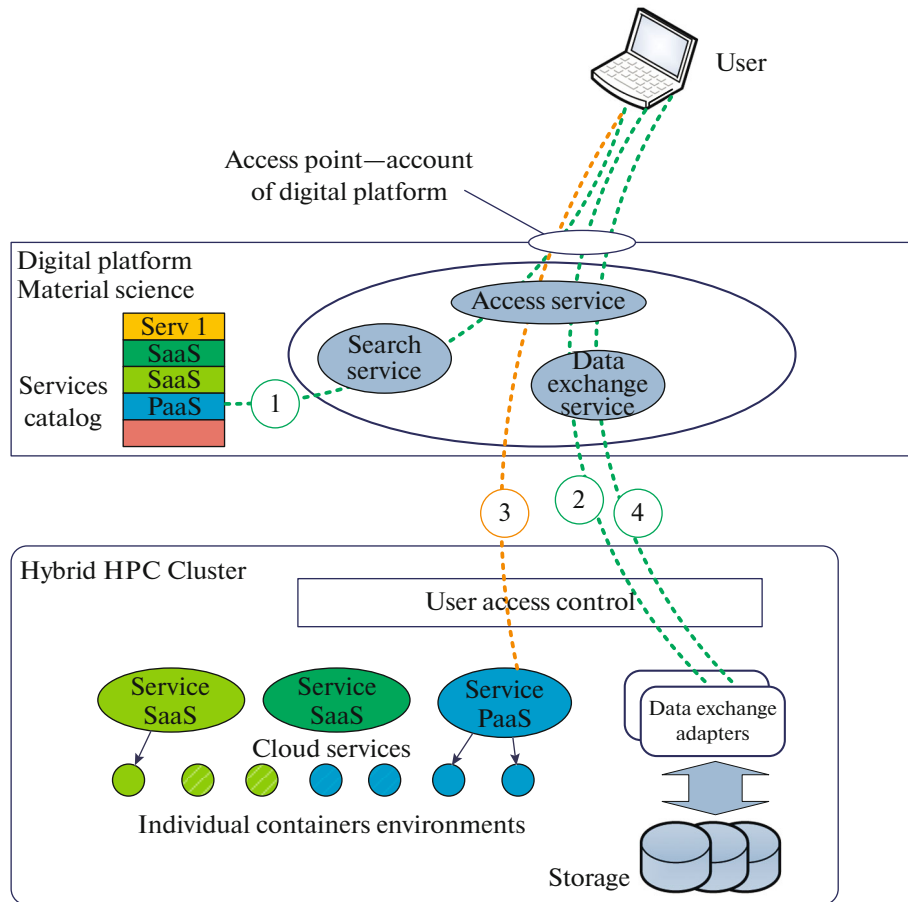 User
Access point—account
of digital platform
Digital platform
Material science
Access service
Serv 1
SaaS
SaaS
PaaS
Services
catalog
Search
service
Data
exchange
service
1
2
3
4
Hybrid HPC Cluster
User access control
Service
SaaS
Service
SaaS
Service
PaaS
Data exchange
adapters
Cloud services
Individual containers environments
Storage